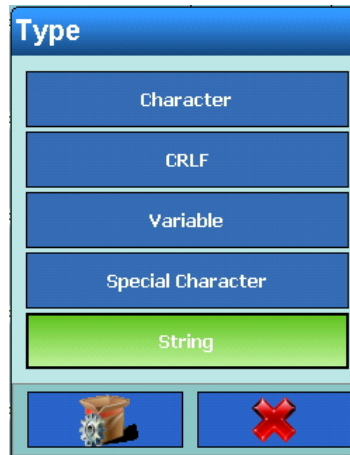 Type
Character
CRLF
Variable
Special Character
String